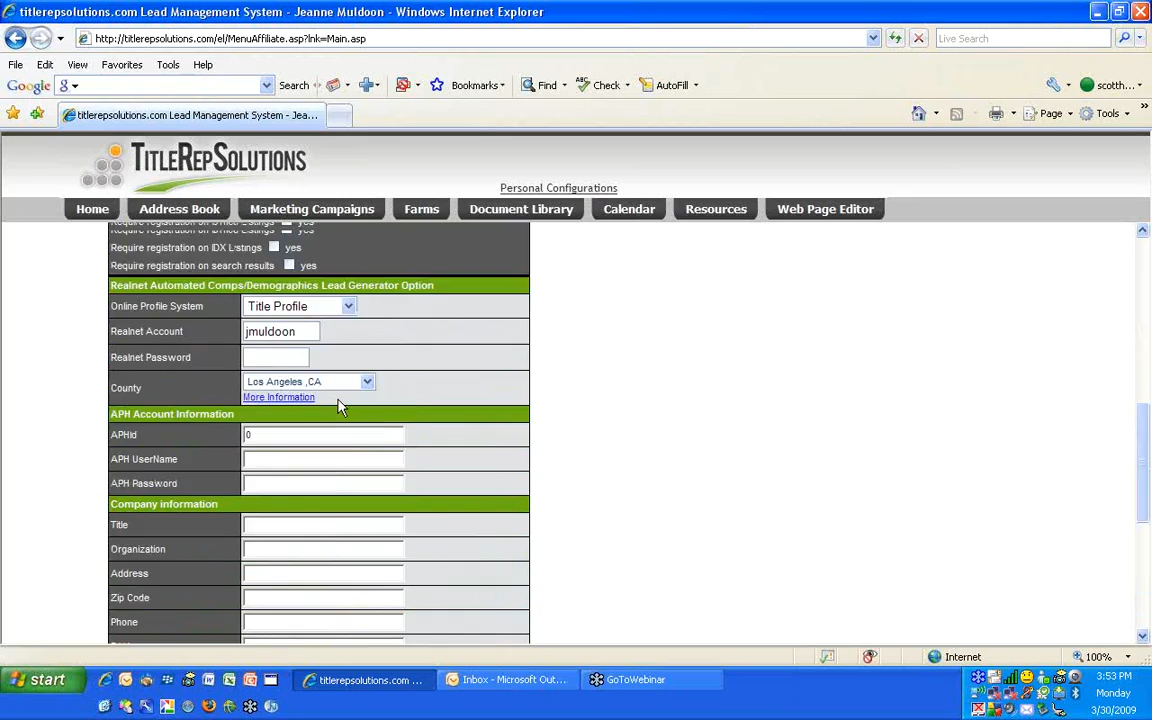 titlerepsolutions.com Lead Management System - Jeanne Muldoon - Windows Internet Explorer
http://titlerepsolutions.com/el/MenuAffiliate.asp?lnk=Main.asp
Live Search
File Edit View Favorites Tools Help
Google g Search Bookmarks Find Check AutoFill scotth...
titlerepsolutions.com Lead Management System - Jea... Page Tools
TITLEREPSOLUTIONS
Personal Configurations
Home Address Book Marketing Campaigns Farms Document Library Calendar Resources Web Page Editor
Require registration on IDX Listings yes
Require registration on search results yes
Realnet Automated Comps/Demographics Lead Generator Option
Online Profile System Title Profile
Realnet Account jmuldoon
Realnet Password
County Los Angeles ,CA
More Information
APH Account Information
APHId 0
APH UserName
APH Password
Company information
Title
Organization
Address
Zip Code
Phone
Internet 100%
start titlerepsolutions.com ... Inbox - Microsoft Out... GoToWebinar
3:53 PM
Monday
3/30/2009